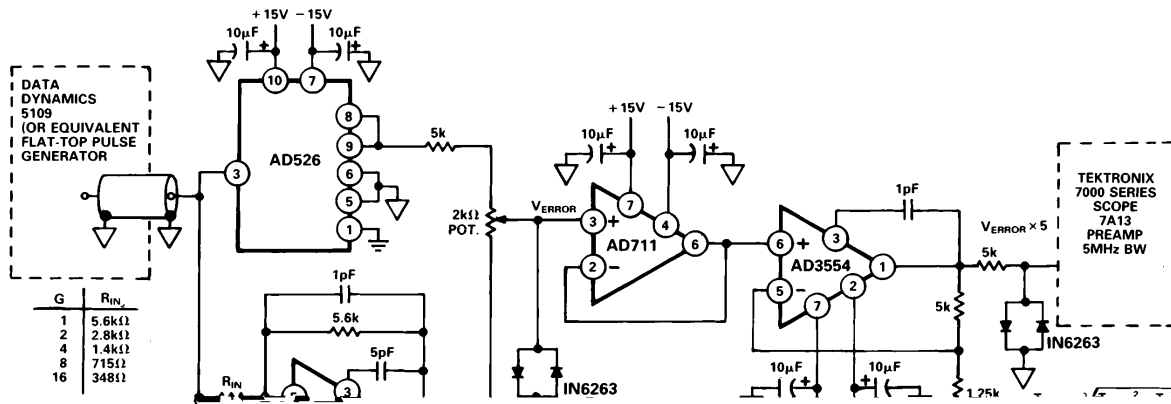 +15V -15V
10µF + + 10µF
DATA
DYNAMICS
5109
(OR EQUIVALENT
FLAT-TOP PULSE
GENERATOR
10 7
8
9
3 AD526
6
5
1
5k
2kΩ
POT.
VERROR
+15V -15V
10µF + + 10µF
3 + 7 4
AD711 6
2 -
1pF
6 + 3
AD3554 1
5 - 2
7
VERROR × 5
5k
5k
TEKTRONIX
7000 SERIES
SCOPE
7A13
PREAMP
5MHz BW
G RIN
1 5.6kΩ
2 2.8kΩ
4 1.4kΩ
8 715Ω
16 348Ω
1pF
5.6k
5pF
RIN
3
IN6263
10µF + + 10µF
IN6263
1.25k